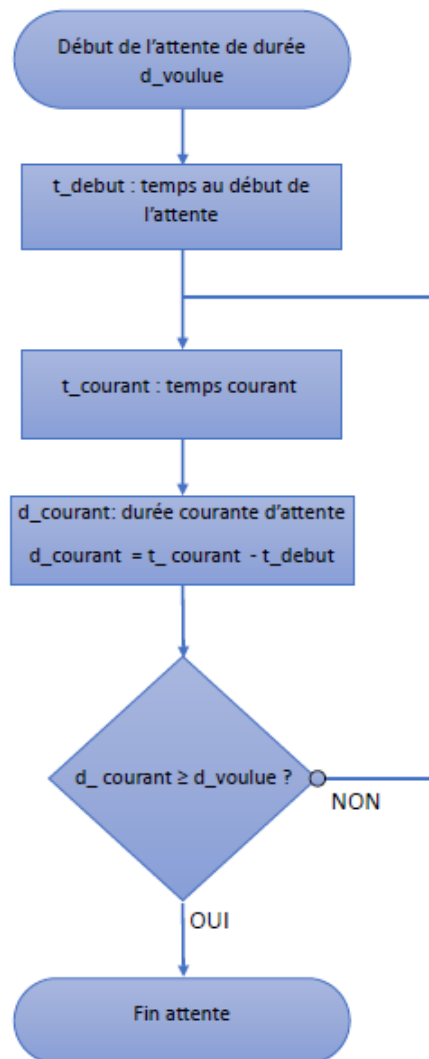 Début de l'attente de durée
d_voulue
t_debut : temps au début de
l'attente
t_courant : temps courant
d_courant: durée courante d'attente
d_courant = t_ courant - t_debut
d_ courant ≥ d_voulue ?
NON
OUI
Fin attente